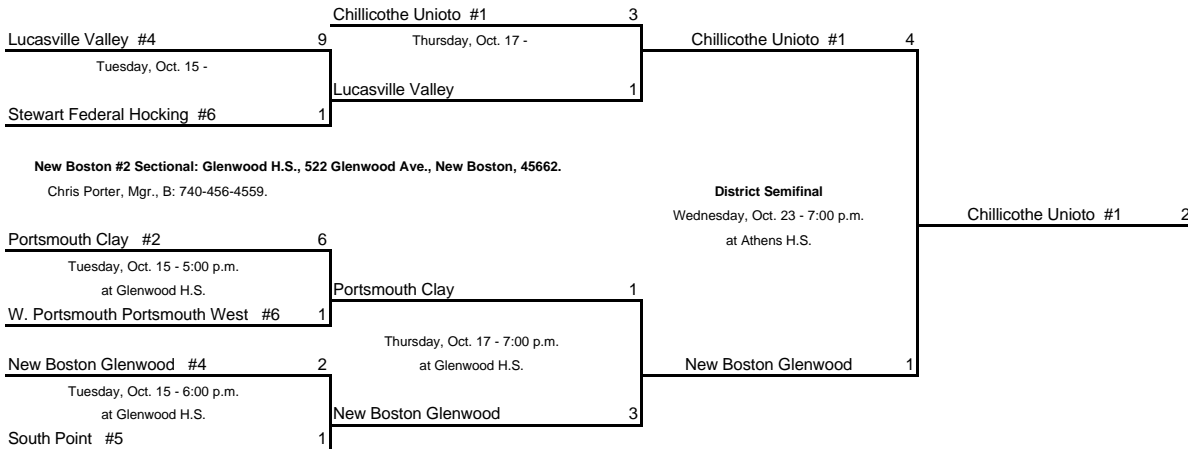 Chillicothe Unioto #1 3
Lucasville Valley #4 9
Thursday, Oct. 17 -
Chillicothe Unioto #1 4
Tuesday, Oct. 15 -
Lucasville Valley 1
Stewart Federal Hocking #6 1
New Boston #2 Sectional: Glenwood H.S., 522 Glenwood Ave., New Boston, 45662.
Chris Porter, Mgr., B: 740-456-4559.
District Semifinal
Wednesday, Oct. 23 - 7:00 p.m.
at Athens H.S.
Chillicothe Unioto #1 2
Portsmouth Clay #2 6
Tuesday, Oct. 15 - 5:00 p.m.
at Glenwood H.S.
Portsmouth Clay 1
W. Portsmouth Portsmouth West #6 1
Thursday, Oct. 17 - 7:00 p.m.
at Glenwood H.S.
New Boston Glenwood #4 2
New Boston Glenwood 1
Tuesday, Oct. 15 - 6:00 p.m.
at Glenwood H.S.
New Boston Glenwood 3
South Point #5 1